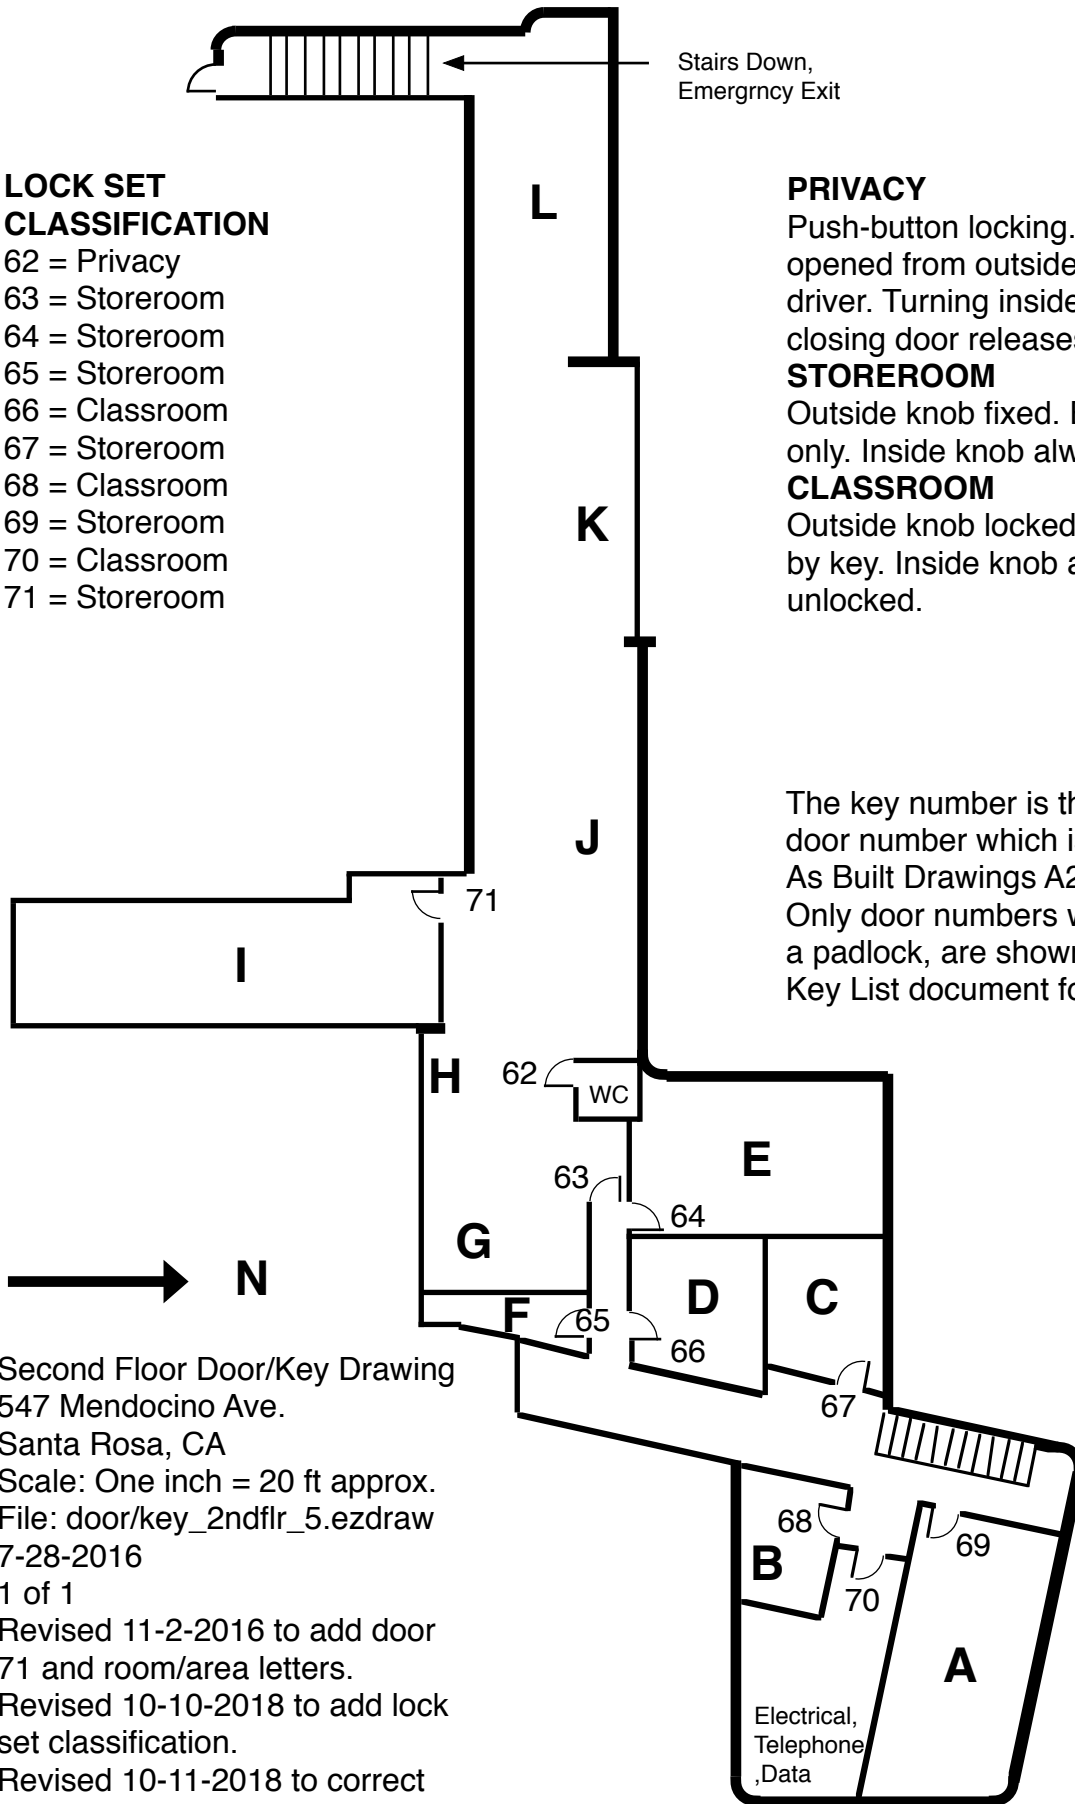 Stairs Down,
Emergrncy Exit
LOCK SET
CLASSIFICATION
62 = Privacy
63 = Storeroom
64 = Storeroom
65 = Storeroom
66 = Classroom
67 = Storeroom
68 = Classroom
69 = Storeroom
70 = Classroom
71 = Storeroom
PRIVACY
Push-button locking.
opened from outside
driver. Turning inside
closing door releases
STOREROOM
Outside knob fixed.
only. Inside knob
CLASSROOM
Outside knob locked
by key. Inside knob
unlocked.
The key number is
door number which
As Built Drawings
Only door numbers
a padlock, are shown
Key List document
L
K
J
71
I
H
62
WC
E
63
64
G
N
F
65
D
C
66
67
68
B
69
70
A
Electrical,
Telephone
,Data
Second Floor Door/Key Drawing
547 Mendocino Ave.
Santa Rosa, CA
Scale: One inch = 20 ft approx.
File: door/key_2ndflr_5.ezdraw
7-28-2016
1 of 1
Revised 11-2-2016 to add door
71 and room/area letters.
Revised 10-10-2018 to add lock
set classification.
Revised 10-11-2018 to correct